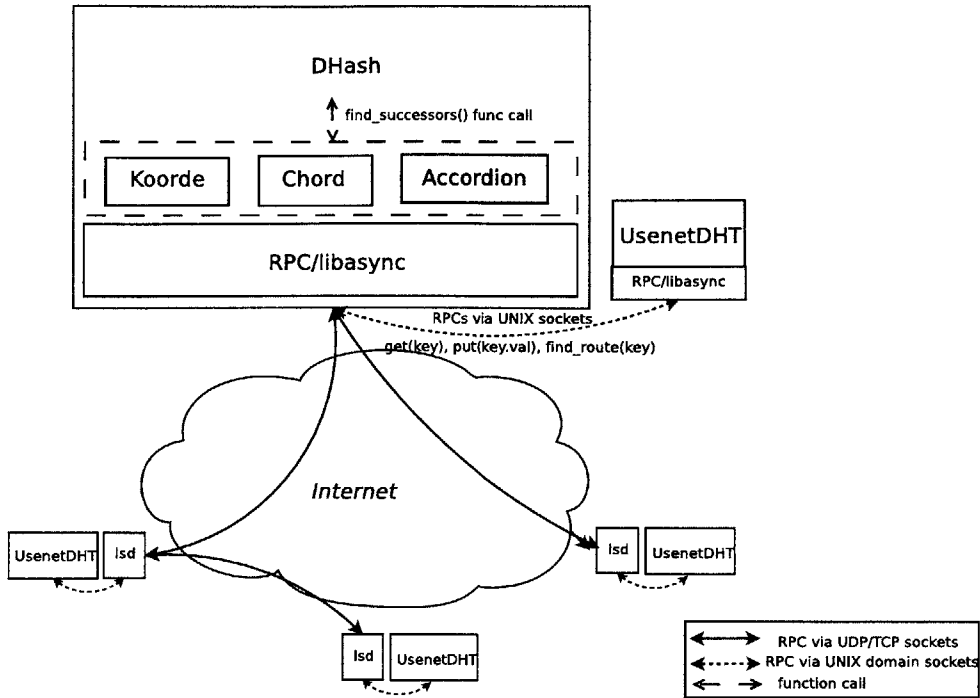 DHash
find_successors() func call
Koorde
Chord
Accordion
RPC/libasync
UsenetDHT
RPC/libasync
RPCs via UNIX sockets
get(key), put(key.val), find_route(key)
Internet
UsenetDHT
lsd
lsd
UsenetDHT
lsd
UsenetDHT
RPC via UDP/TCP sockets
RPC via UNIX domain sockets
function call